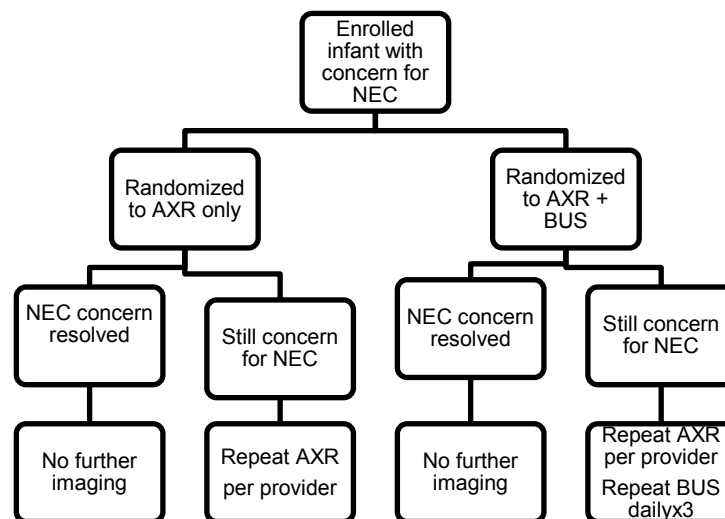 Enrolled
infant with
concern for
NEC
Randomized
to AXR only
Randomized
to AXR +
BUS
NEC concern
resolved
Still concern
for NEC
NEC concern
resolved
Still concern
for NEC
No further
imaging
Repeat AXR
per provider
No further
imaging
Repeat AXR
per provider
Repeat BUS
dailyx3